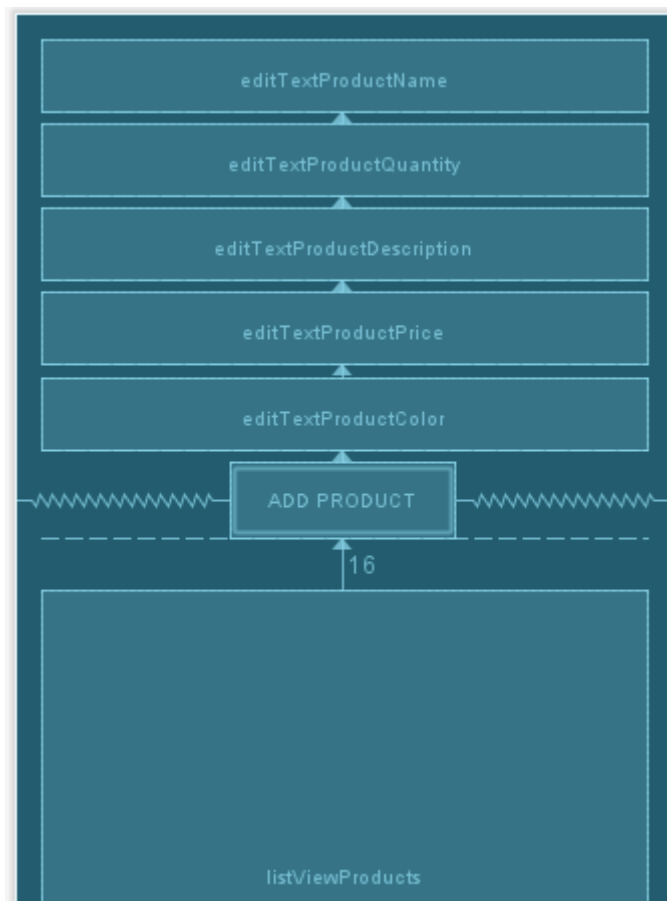 editTextProductName
editTextProductQuantity
editTextProductDescription
editTextProductPrice
editTextProductColor
ADD PRODUCT
16
listViewProducts